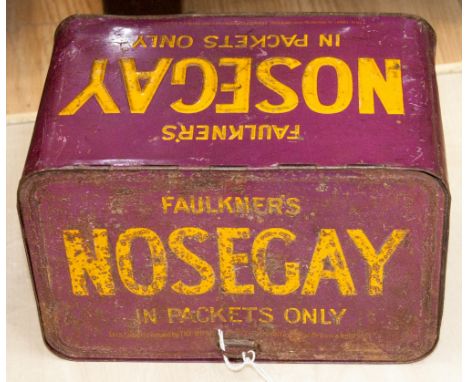 IN PACKETS ONLY
NOSEGAY
FAULKNER'S
FAULKNER'S
NOSEGAY
IN PACKETS ONLY